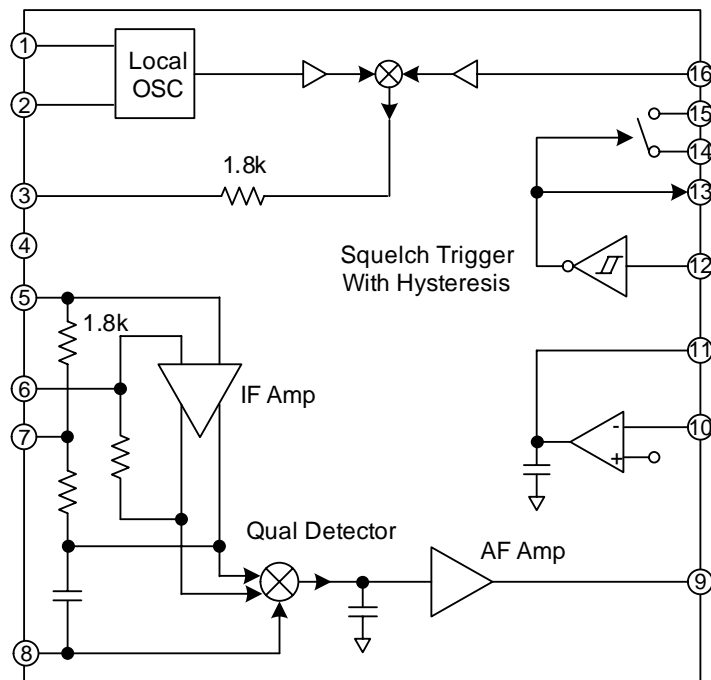 1
Local
OSC
16
2
15
14
1.8k
3
13
4
Squelch Trigger
With Hysteresis
12
5
1.8k
11
6
IF Amp
7
10
-
+
Qual Detector
AF Amp
9
8